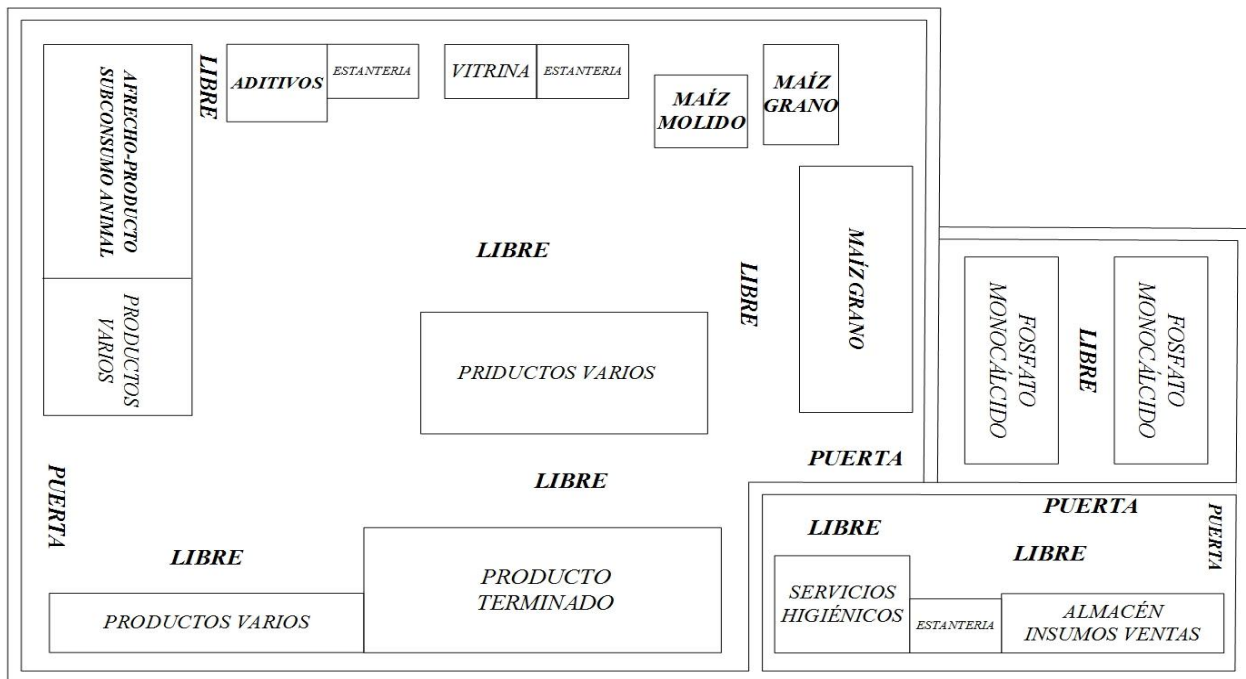 AFRECHO-PRODUCTO
SUBCONSUMO ANIMAL
LIBRE
ADITIVOS
ESTANTERIA
VITRINA
ESTANTERIA
MAÍZ
MOLIDO
MAÍZ
GRANO
LIBRE
LIBRE
MAÍZ GRANO
PRODUCTOS
VARIOS
PRIDUCTOS VARIOS
FOSFATO
MONOCÁLCIDO
LIBRE
FOSFATO
MONOCÁLCIDO
PUERTA
LIBRE
PUERTA
LIBRE
PRODUCTO
TERMINADO
PRODUCTOS VARIOS
PUERTA
PUERTA
LIBRE
LIBRE
SERVICIOS
HIGIÉNICOS
ESTANTERIA
ALMACÉN
INSUMOS VENTAS